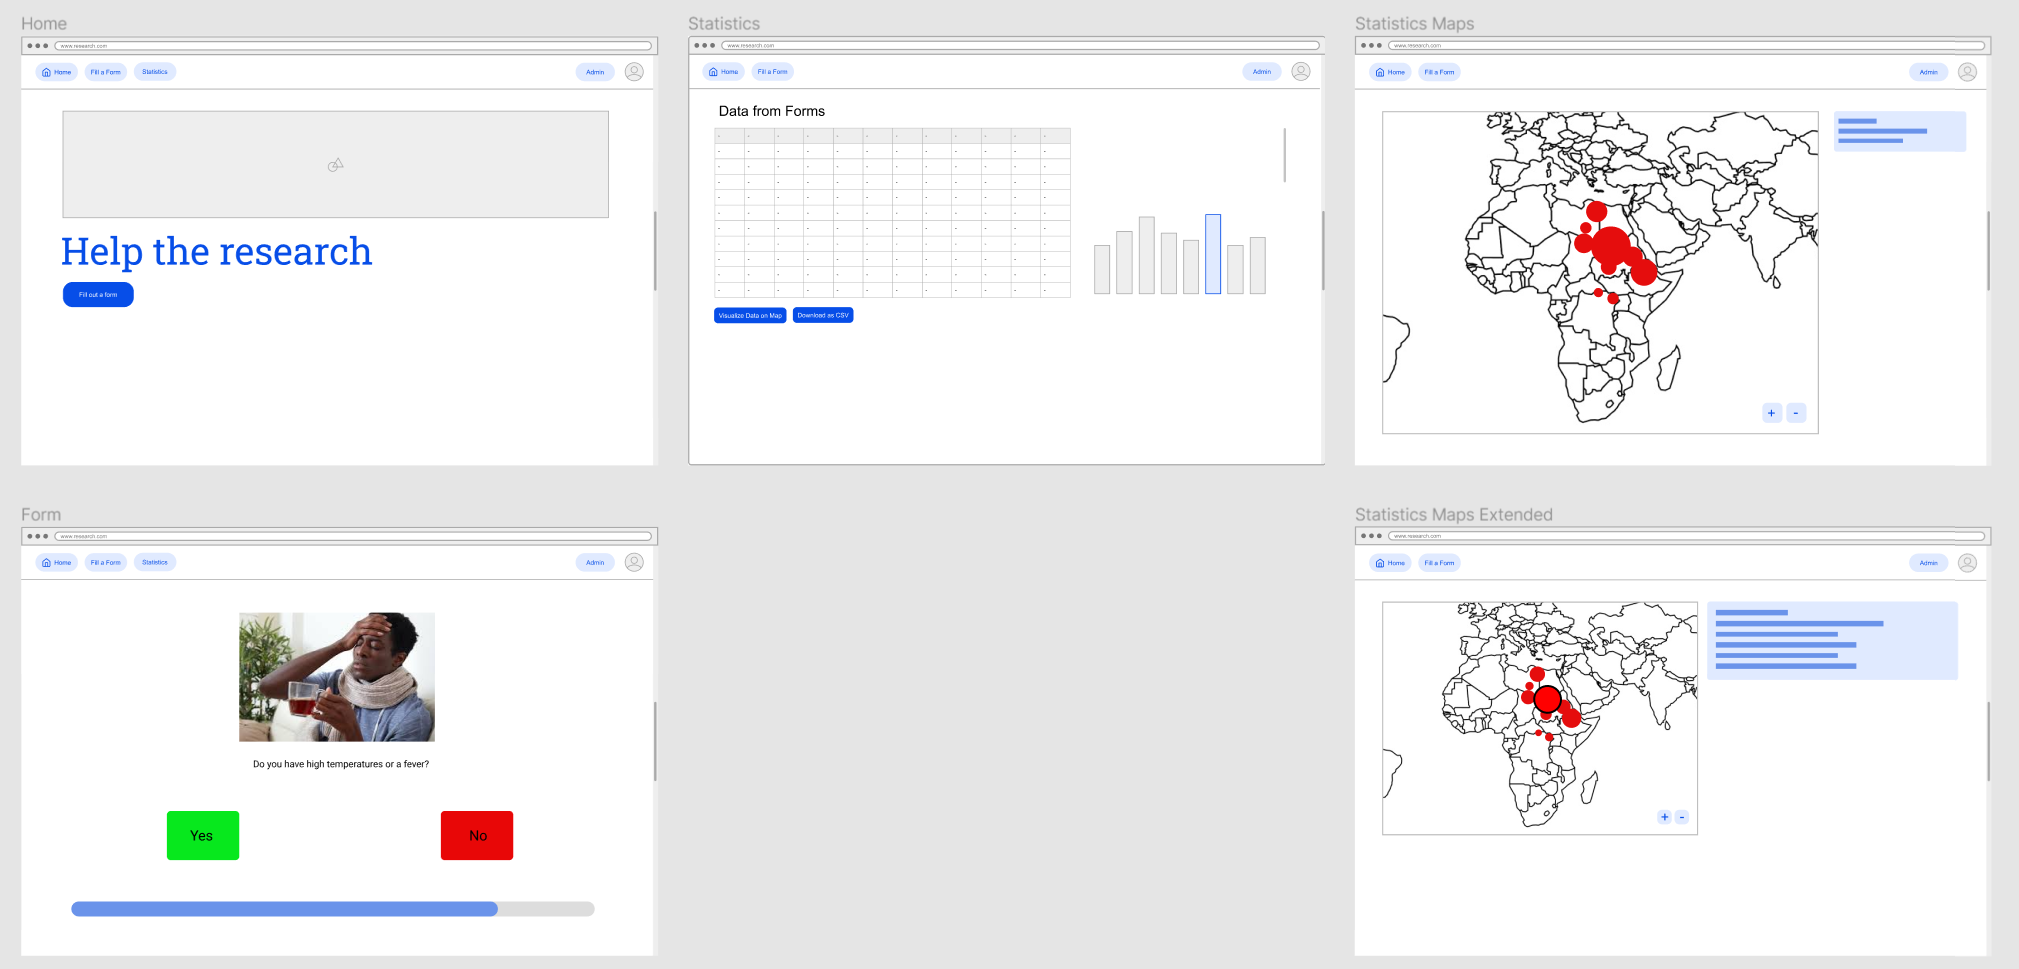 Home
www.research.com
Home
Fill a Form
Statistics
Admin
Help the research
Fill out a form
Statistics
www.research.com
Home
Fill a Form
Admin
Data from Forms
Visualize Data on Map
Download as CSV
Statistics Maps
www.research.com
Home
Fill a Form
Admin
+
-
Form
www.research.com
Home
Fill a Form
Statistics
Admin
Do you have high temperatures or a fever?
Yes
No
Statistics Maps Extended
www.research.com
Home
Fill a Form
Admin
+
-